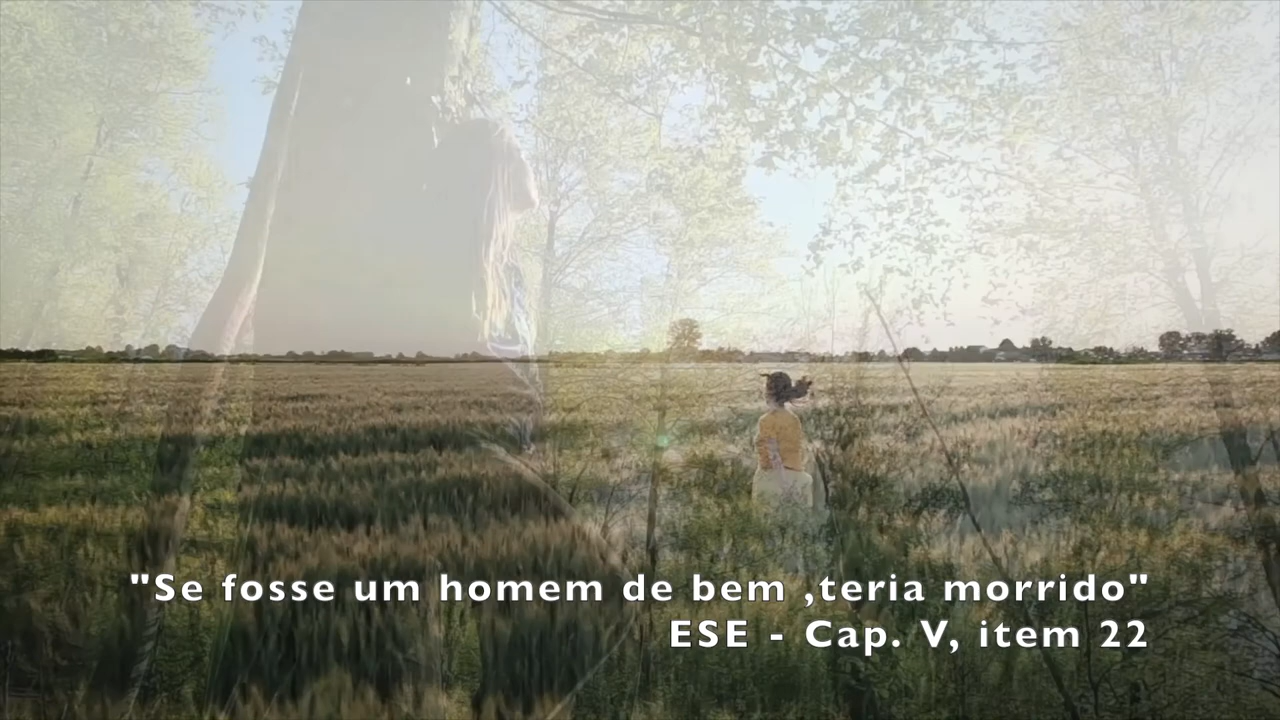 "Se fosse um homem de bem ,teria morrido"
ESE - Cap. V, item 22